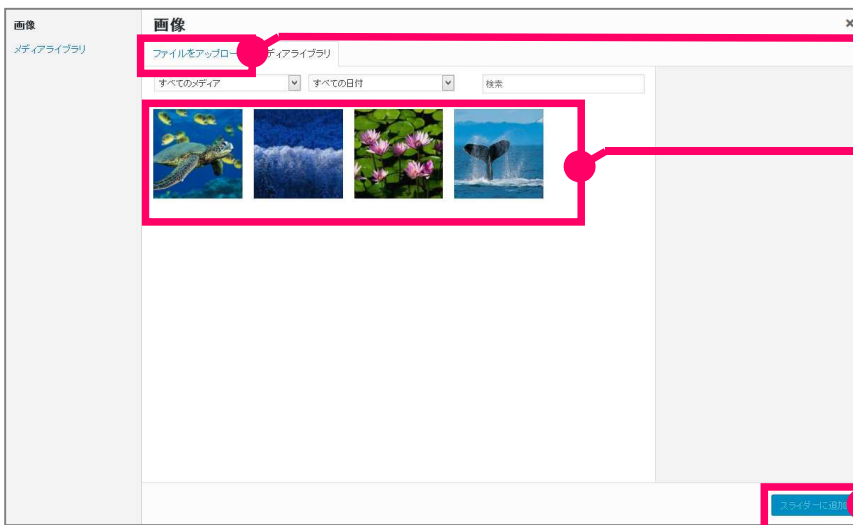 画像
メディアライブラリ
画像
×
ファイルをアップロー
ディアライブラリ
すべてのメディア
すべての日付
検索
スライダーに追加